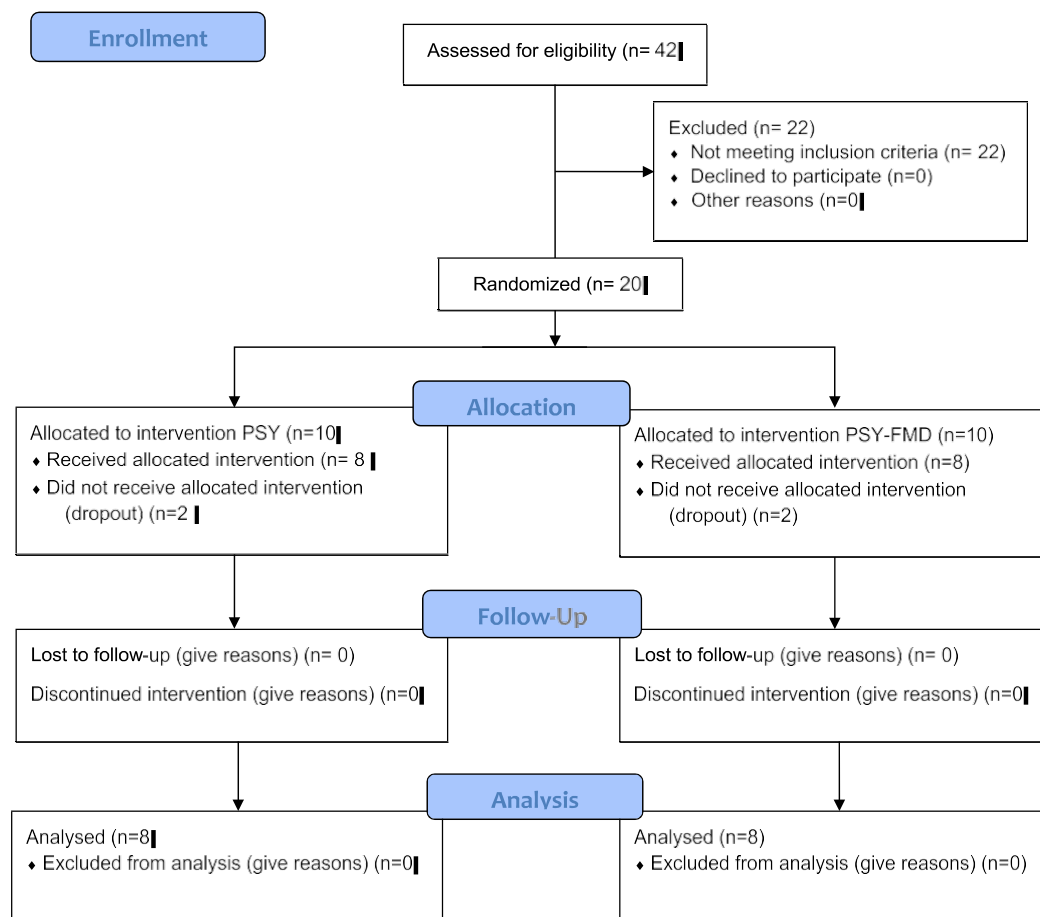 Enrollment
Assessed for eligibility (n= 42)
Excluded (n= 22)
♦ Not meeting inclusion criteria (n= 22)
♦ Declined to participate (n=0)
♦ Other reasons (n=0)
Randomized (n= 20)
Allocation
Allocated to intervention PSY (n=10)
♦ Received allocated intervention (n= 8 )
♦ Did not receive allocated intervention
(dropout) (n=2 )
Allocated to intervention PSY-FMD (n=10)
♦ Received allocated intervention (n=8)
♦ Did not receive allocated intervention
(dropout) (n=2)
Follow-Up
Lost to follow-up (give reasons) (n= 0)
Discontinued intervention (give reasons) (n=0)
Lost to follow-up (give reasons) (n= 0)
Discontinued intervention (give reasons) (n=0)
Analysis
Analysed (n=8)
♦ Excluded from analysis (give reasons) (n=0)
Analysed (n=8)
♦ Excluded from analysis (give reasons) (n=0)